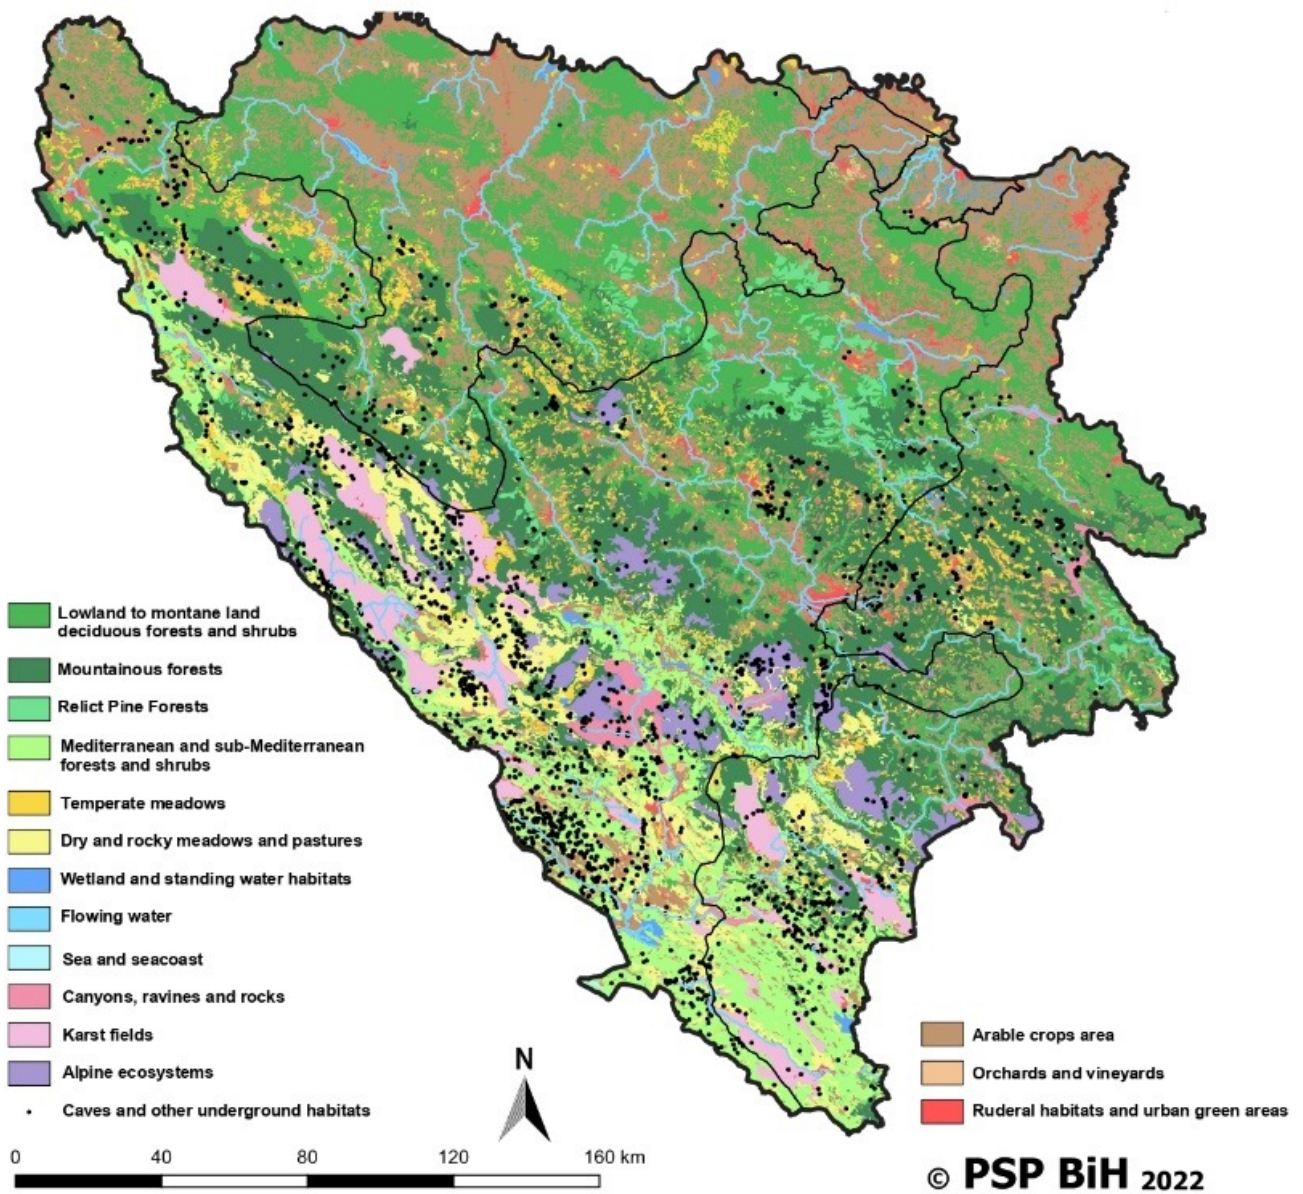 Lowland to montane land
deciduous forests and shrubs
Mountainous forests
Relict Pine Forests
Mediterranean and sub-Mediterranean
forests and shrubs
Temperate meadows
Dry and rocky meadows and pastures
Wetland and standing water habitats
Flowing water
Sea and seacoast
Canyons, ravines and rocks
Karst fields
Alpine ecosystems
Caves and other underground habitats
N
0 40 80 120 160 km
Arable crops area
Orchards and vineyards
Ruderal habitats and urban green areas
© PSP BiH 2022